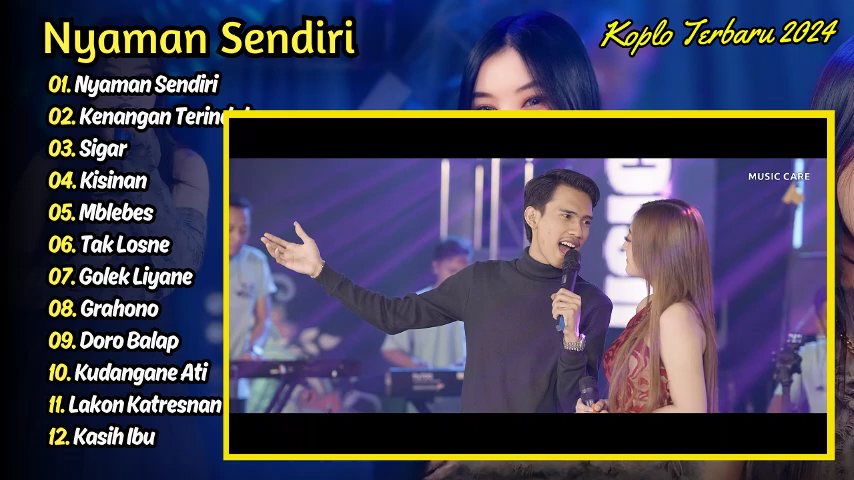 Nyaman Sendiri
Koplo Terbaru 2024
01. Nyaman Sendiri
02. Kenangan
03. Sigar
04. Kisinan
05. Mblebes
06. Tak Losne
07. Golek Liyane
08. Grahono
09. Doro Balap
10. Kudangane Ati
11. Lakon Katresnan
12. Kasih Ibu
MUSIC CARE